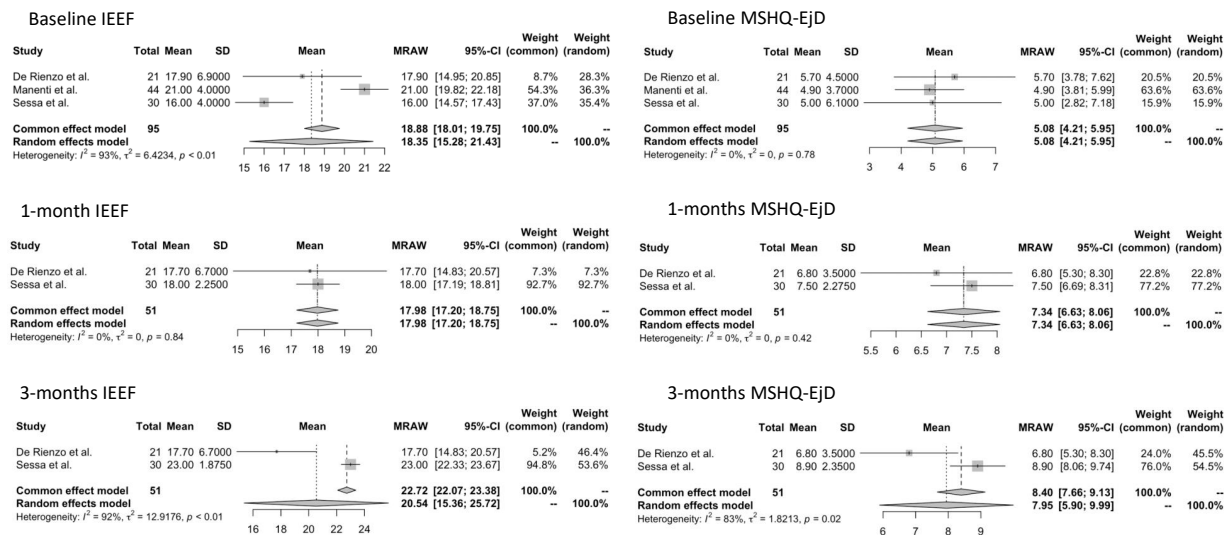 Baseline IEEF
Weight Weight
Study Total Mean SD Mean MRAW 95%-CI (common) (random)
De Rienzo et al. 21 17.90 6.9000 17.90 [14.95; 20.85] 8.7% 28.3%
Manenti et al. 44 21.00 4.0000 21.00 [19.82; 22.18] 54.3% 36.3%
Sessa et al. 30 16.00 4.0000 16.00 [14.57; 17.43] 37.0% 35.4%
Common effect model 95 18.88 [18.01; 19.75] 100.0% --
Random effects model 18.35 [15.28; 21.43] -- 100.0%
Heterogeneity: I² = 93%, τ² = 6.4234, p < 0.01
15 16 17 18 19 20 21 22
Baseline MSHQ-EjD
Weight Weight
Study Total Mean SD Mean MRAW 95%-CI (common) (random)
De Rienzo et al. 21 5.70 4.5000 5.70 [3.78; 7.62] 20.5% 20.5%
Manenti et al. 44 4.90 3.7000 4.90 [3.81; 5.99] 63.6% 63.6%
Sessa et al. 30 5.00 6.1000 5.00 [2.82; 7.18] 15.9% 15.9%
Common effect model 95 5.08 [4.21; 5.95] 100.0% --
Random effects model 5.08 [4.21; 5.95] -- 100.0%
Heterogeneity: I² = 0%, τ² = 0, p = 0.78
3 4 5 6 7
1-month IEEF
Weight Weight
Study Total Mean SD Mean MRAW 95%-CI (common) (random)
De Rienzo et al. 21 17.70 6.7000 17.70 [14.83; 20.57] 7.3% 7.3%
Sessa et al. 30 18.00 2.2500 18.00 [17.19; 18.81] 92.7% 92.7%
Common effect model 51 17.98 [17.20; 18.75] 100.0% --
Random effects model 17.98 [17.20; 18.75] -- 100.0%
Heterogeneity: I² = 0%, τ² = 0, p = 0.84
15 16 17 18 19 20
1-months MSHQ-EjD
Weight Weight
Study Total Mean SD Mean MRAW 95%-CI (common) (random)
De Rienzo et al. 21 6.80 3.5000 6.80 [5.30; 8.30] 22.8% 22.8%
Sessa et al. 30 7.50 2.2750 7.50 [6.69; 8.31] 77.2% 77.2%
Common effect model 51 7.34 [6.63; 8.06] 100.0% --
Random effects model 7.34 [6.63; 8.06] -- 100.0%
Heterogeneity: I² = 0%, τ² = 0, p = 0.42
5.5 6 6.5 7 7.5 8
3-months IEEF
Weight Weight
Study Total Mean SD Mean MRAW 95%-CI (common) (random)
De Rienzo et al. 21 17.70 6.7000 17.70 [14.83; 20.57] 5.2% 46.4%
Sessa et al. 30 23.00 1.8750 23.00 [22.33; 23.67] 94.8% 53.6%
Common effect model 51 22.72 [22.07; 23.38] 100.0% --
Random effects model 20.54 [15.36; 25.72] -- 100.0%
Heterogeneity: I² = 92%, τ² = 12.9176, p < 0.01
16 18 20 22 24
3-months MSHQ-EjD
Weight Weight
Study Total Mean SD Mean MRAW 95%-CI (common) (random)
De Rienzo et al. 21 6.80 3.5000 6.80 [5.30; 8.30] 24.0% 45.5%
Sessa et al. 30 8.90 2.3500 8.90 [8.06; 9.74] 76.0% 54.5%
Common effect model 51 8.40 [7.66; 9.13] 100.0% --
Random effects model 7.95 [5.90; 9.99] -- 100.0%
Heterogeneity: I² = 83%, τ² = 1.8213, p = 0.02
6 7 8 9